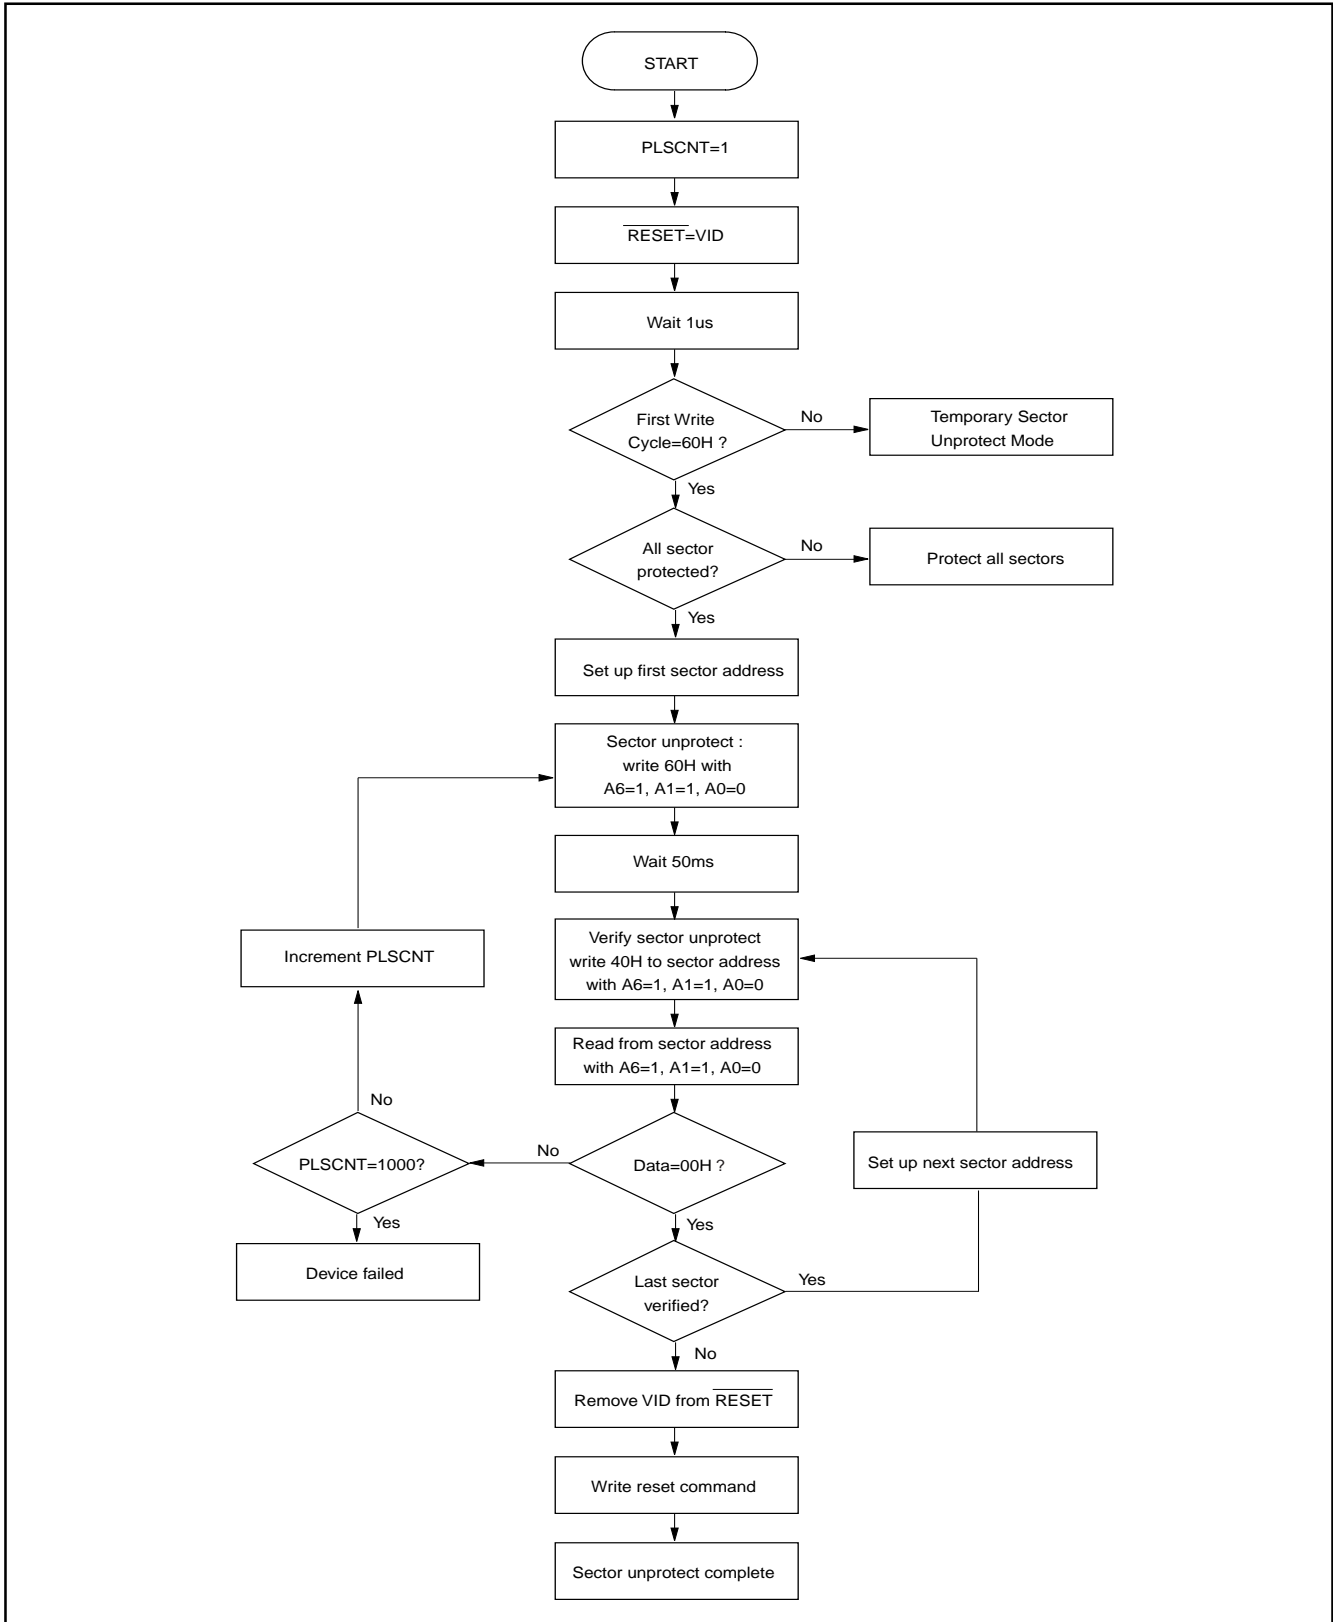 START
PLSCNT=1
RESET=VID
Wait 1us
First Write
Cycle=60H ?
No
Temporary Sector
Unprotect Mode
Yes
All sector
protected?
No
Protect all sectors
Yes
Set up first sector address
Sector unprotect :
write 60H with
A6=1, A1=1, A0=0
Wait 50ms
Increment PLSCNT
Verify sector unprotect
write 40H to sector address
with A6=1, A1=1, A0=0
Read from sector address
with A6=1, A1=1, A0=0
No
PLSCNT=1000?
No
Data=00H ?
Set up next sector address
Yes
Device failed
Yes
Last sector
verified?
Yes
No
Remove VID from RESET
Write reset command
Sector unprotect complete